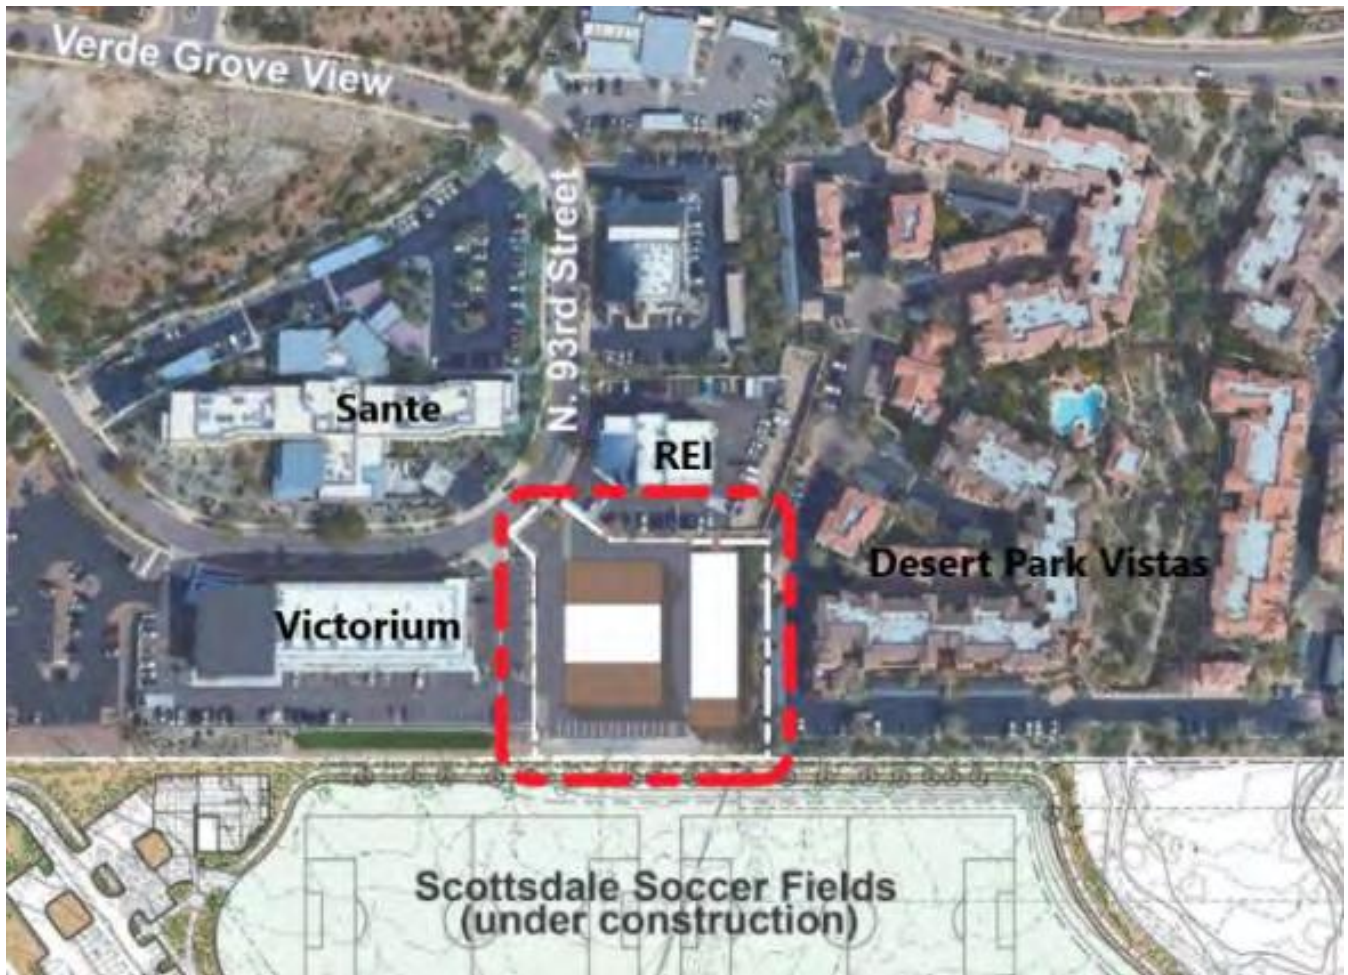 Verde Grove View
N. 93rd Street
Sante
REI
Desert Park Vistas
Victorium
Scottsdale Soccer Fields
(under construction)